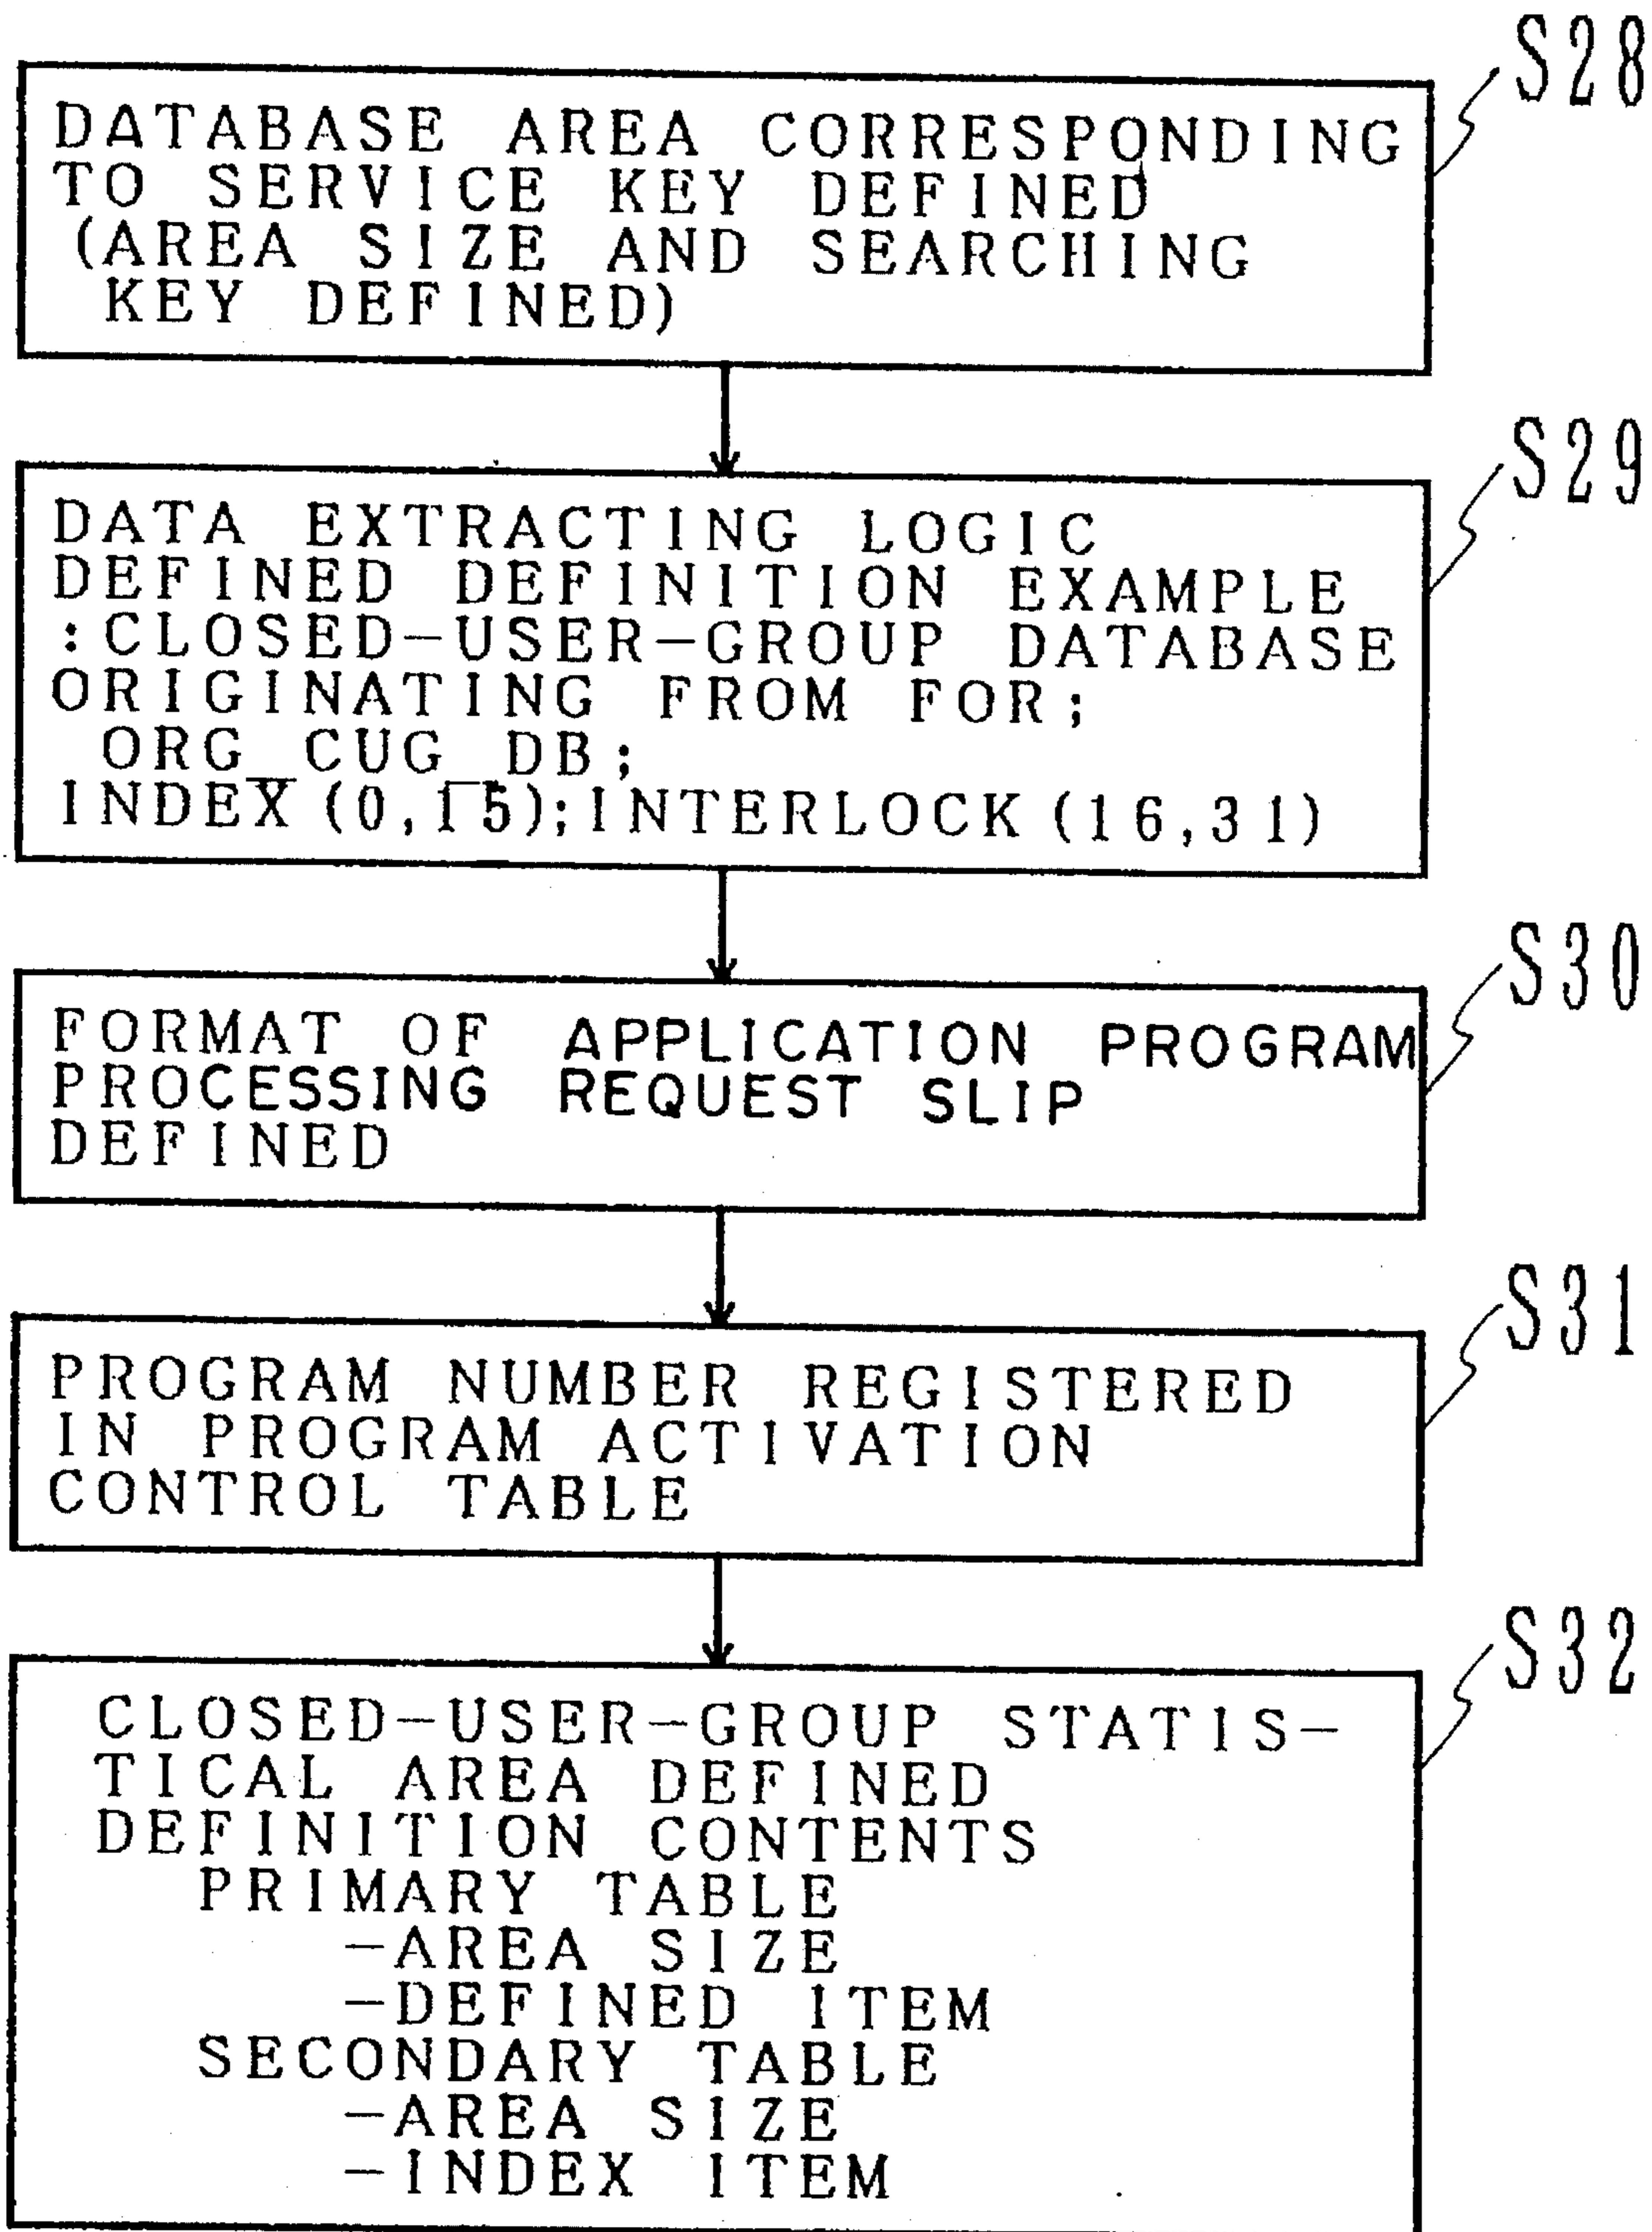 S28
DATABASE AREA CORRESPONDING
TO SERVICE KEY DEFINED
(AREA SIZE AND SEARCHING
KEY DEFINED)
S29
DATA EXTRACTING LOGIC
DEFINED DEFINITION EXAMPLE
:CLOSED-USER-GROUP DATABASE
ORIGINATING FROM FOR;
ORG_CUG_DB;
INDEX(0,15);INTERLOCK(16,31)
S30
FORMAT OF APPLICATION PROGRAM
PROCESSING REQUEST SLIP
DEFINED
S31
PROGRAM NUMBER REGISTERED
IN PROGRAM ACTIVATION
CONTROL TABLE
S32
CLOSED-USER-GROUP STATIS-
TICAL AREA DEFINED
DEFINITION CONTENTS
PRIMARY TABLE
-AREA SIZE
-DEFINED ITEM
SECONDARY TABLE
-AREA SIZE
-INDEX ITEM